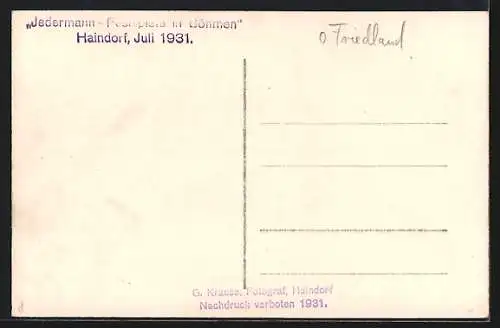 „Jedermann-Festspiele in Böhmen"
Haindorf, Juli 1931.
o Friedland
G. Krause, Fotograf, Haindorf
Nachdruck verboten 1931.